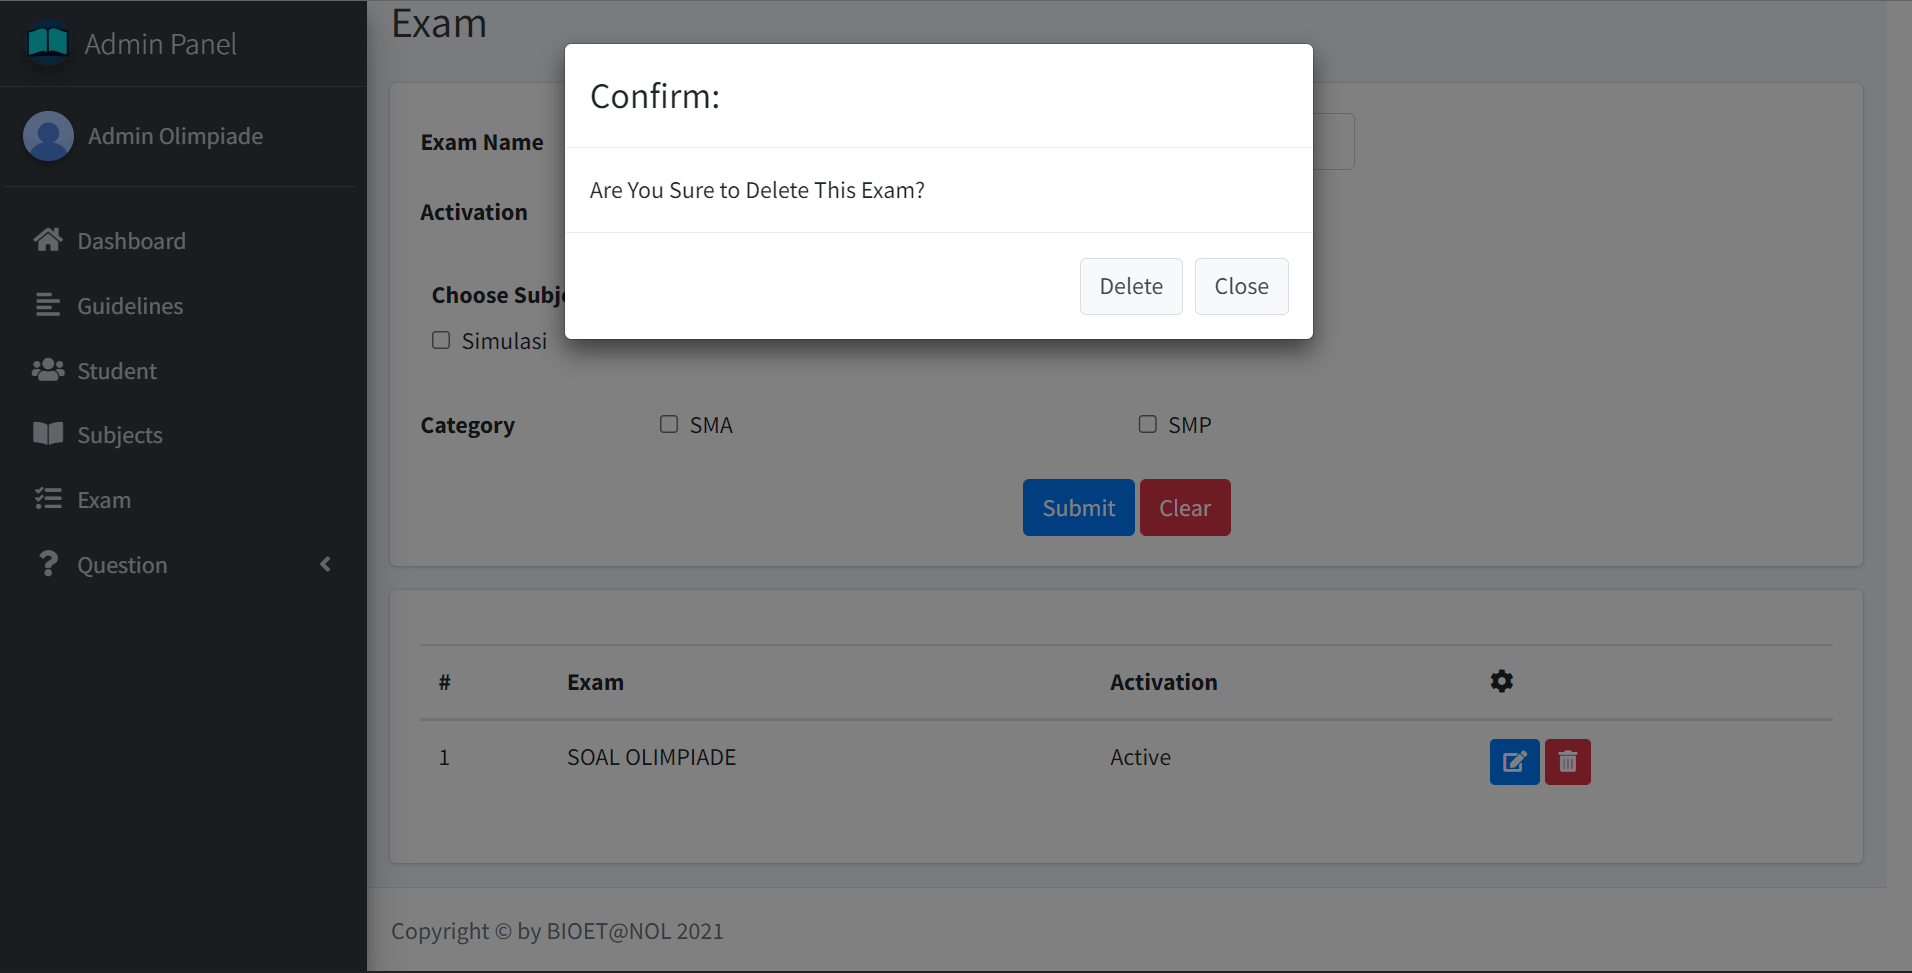 Admin Panel
Admin Olimpiade
Dashboard
Guidelines
Student
Subjects
Exam
Question
Exam
Confirm:
Are You Sure to Delete This Exam?
Delete Close
Exam Name
Activation
Choose Subj
Simulasi
Category SMA SMP
Submit Clear
# Exam Activation
1 SOAL OLIMPIADE Active
Copyright © by BIOET@NOL 2021